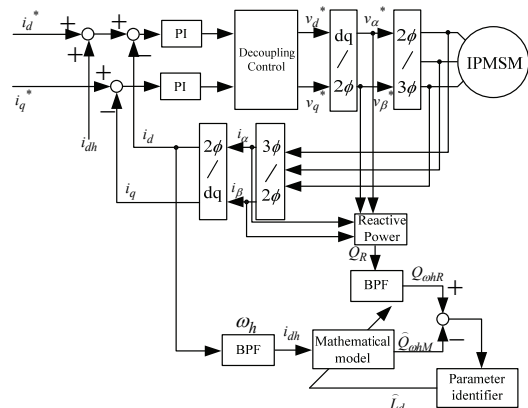 i_d^*
+
+
+
+
−
PI
Decoupling
Control
v_d^*
dq
/
2ϕ
v_α^*
2ϕ
/
3ϕ
IPMSM
i_q^*
+
−
PI
v_q^*
v_β^*
i_dh
i_d
i_q
2ϕ
/
dq
i_α
i_β
3ϕ
/
2ϕ
Reactive
Power
Q_R
BPF
Q_ωhR
+
−
ω_h
BPF
i_dh
Mathematical
model
Q̂_ωhM
Parameter
identifier
L̂_d